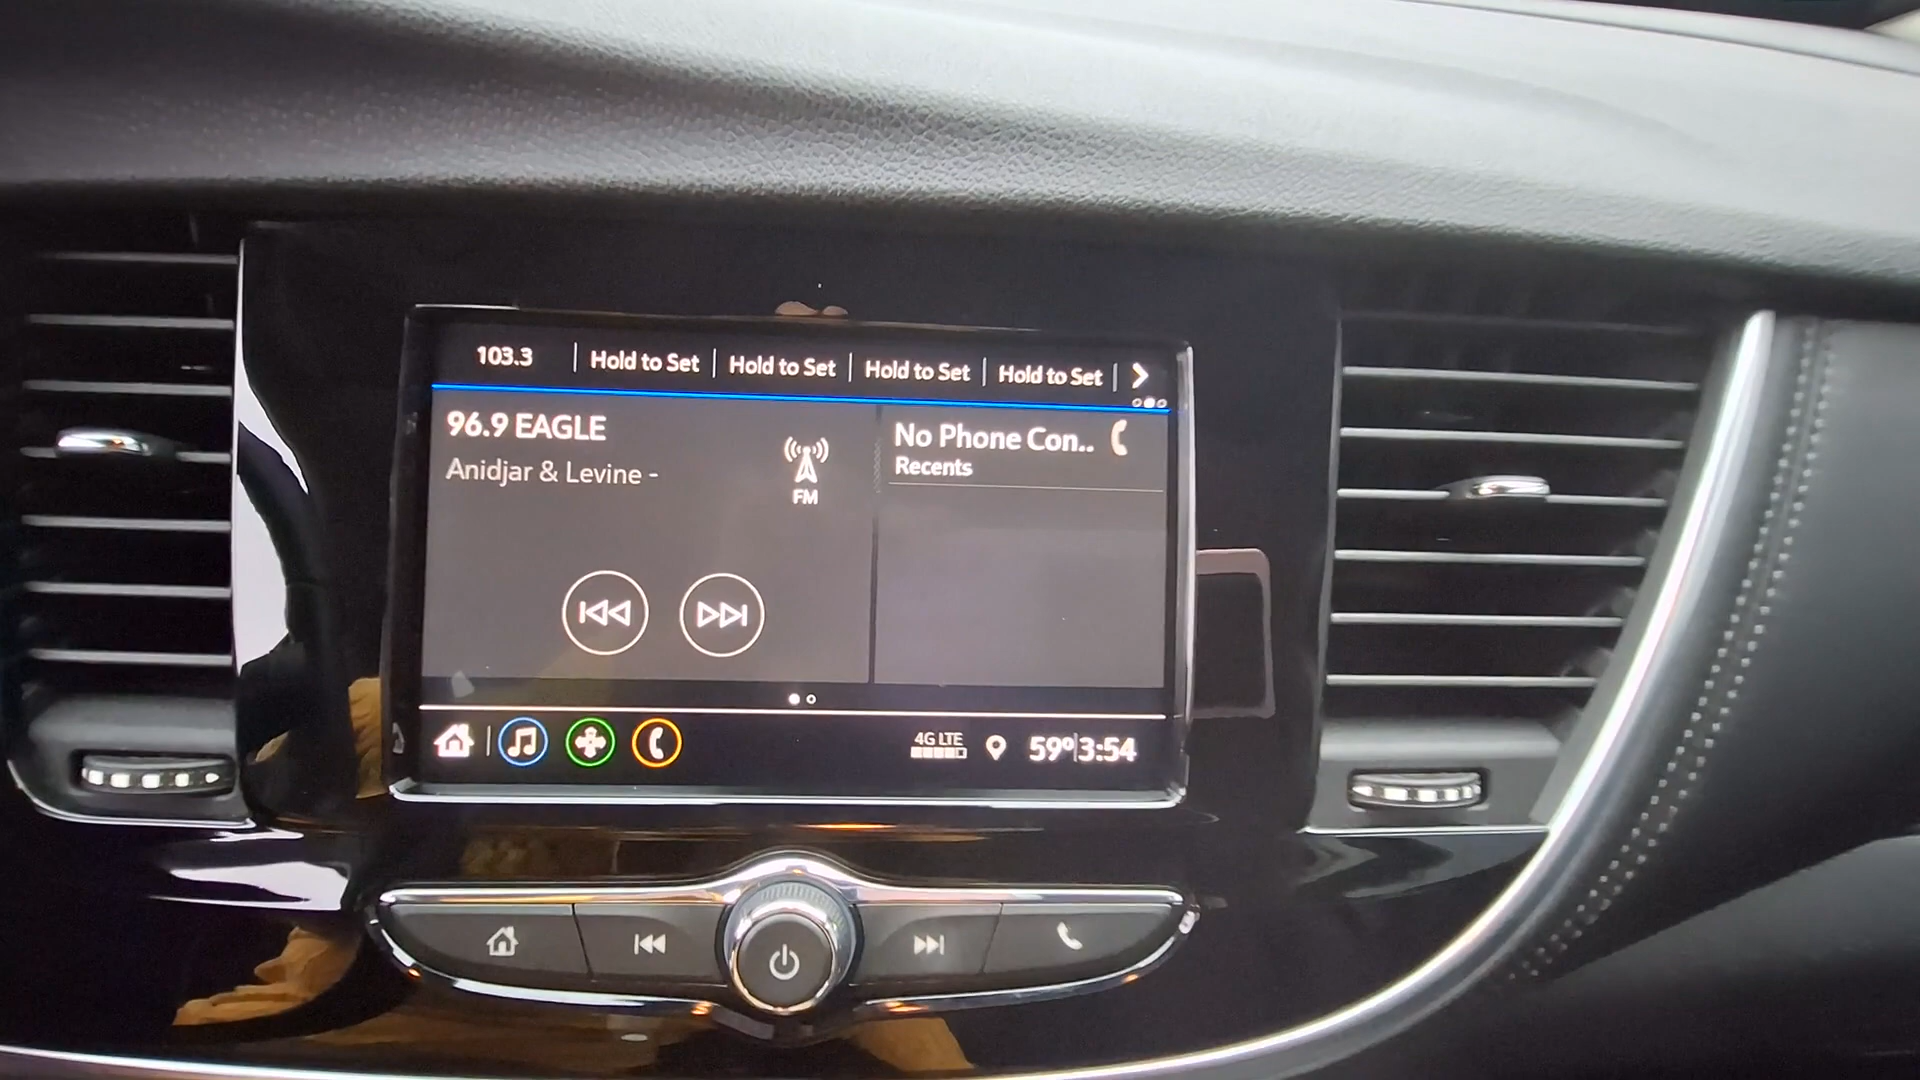 103.3 | Hold to Set | Hold to Set | Hold to Set | Hold to Set |
96.9 EAGLE
Anidjar & Levine -
FM
No Phone Con..
Recents
4G LTE
59°|3:54